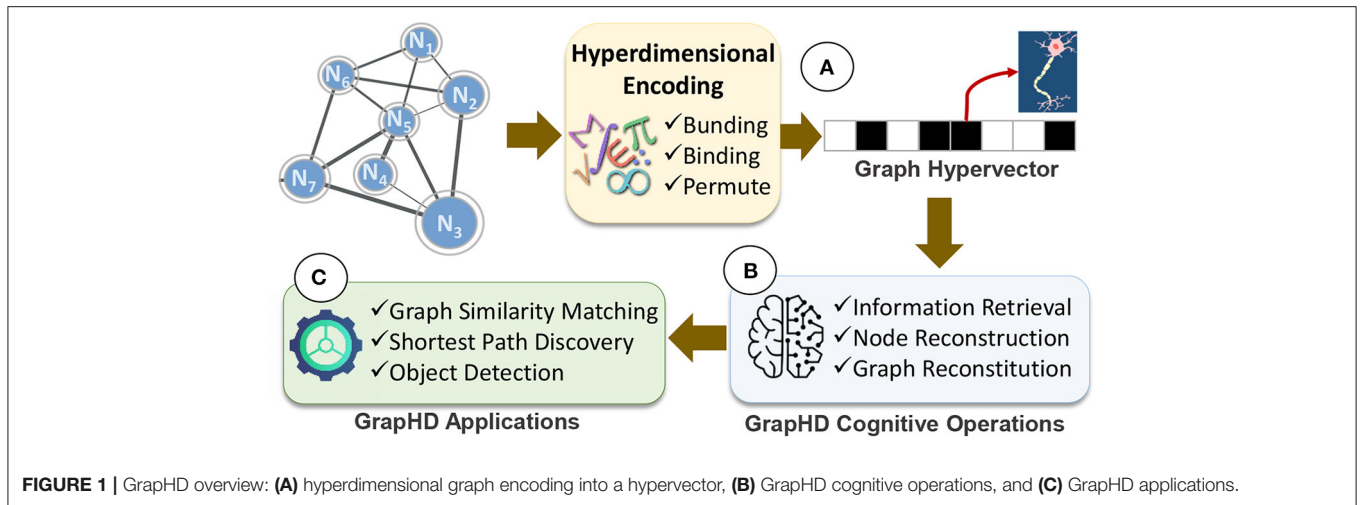 N1
N6
N2
N5
N4
N7
N3
Hyperdimensional
Encoding
✓Bunding
✓Binding
✓Permute
A
Graph Hypervector
B
✓Information Retrieval
✓Node Reconstruction
✓Graph Reconstitution
GrapHD Cognitive Operations
C
✓Graph Similarity Matching
✓Shortest Path Discovery
✓Object Detection
GrapHD Applications
FIGURE 1 | GrapHD overview: (A) hyperdimensional graph encoding into a hypervector, (B) GrapHD cognitive operations, and (C) GrapHD applications.